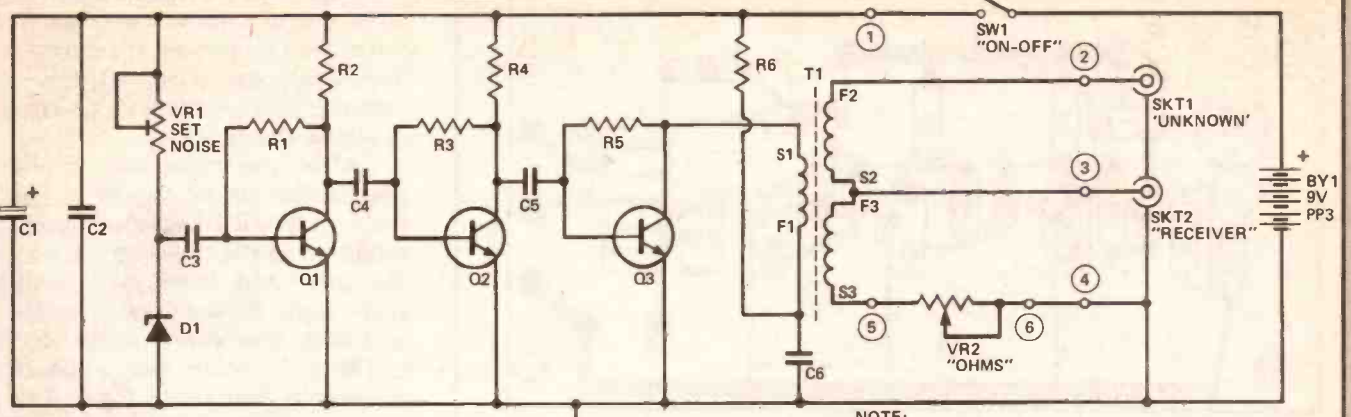 SW1
"ON-OFF"
1
2
R2
R4
R6
T1
F2
SKT1
'UNKNOWN'
VR1
SET
NOISE
R1
R3
R5
S1
S2
3
+
BY1
9V
PP3
+
C1
C2
C3
C4
C5
F1
F3
SKT2
"RECEIVER"
Q1
Q2
Q3
S3
4
D1
5
6
VR2
"OHMS"
C6
NOTE: